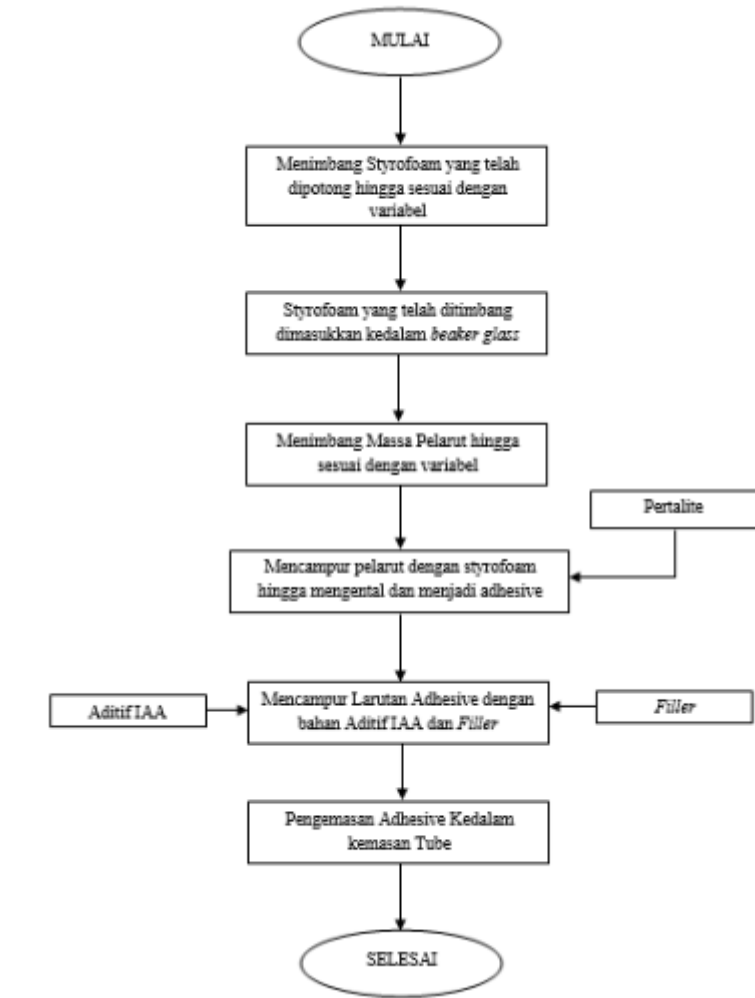 MULAI
Menimbang Styrofoam yang telah
dipotong hingga sesuai dengan
variabel
Styrofoam yang telah ditimbang
dimasukkan kedalam beaker glass
Menimbang Massa Pelarut hingga
sesuai dengan variabel
Pertalite
Mencampur pelarut dengan styrofoam
hingga mengental dan menjadi adhesive
Aditif IAA
Mencampur Larutan Adhesive dengan
bahan Aditif IAA dan Filler
Filler
Pengemasan Adhesive Kedalam
kemasan Tube
SELESAI